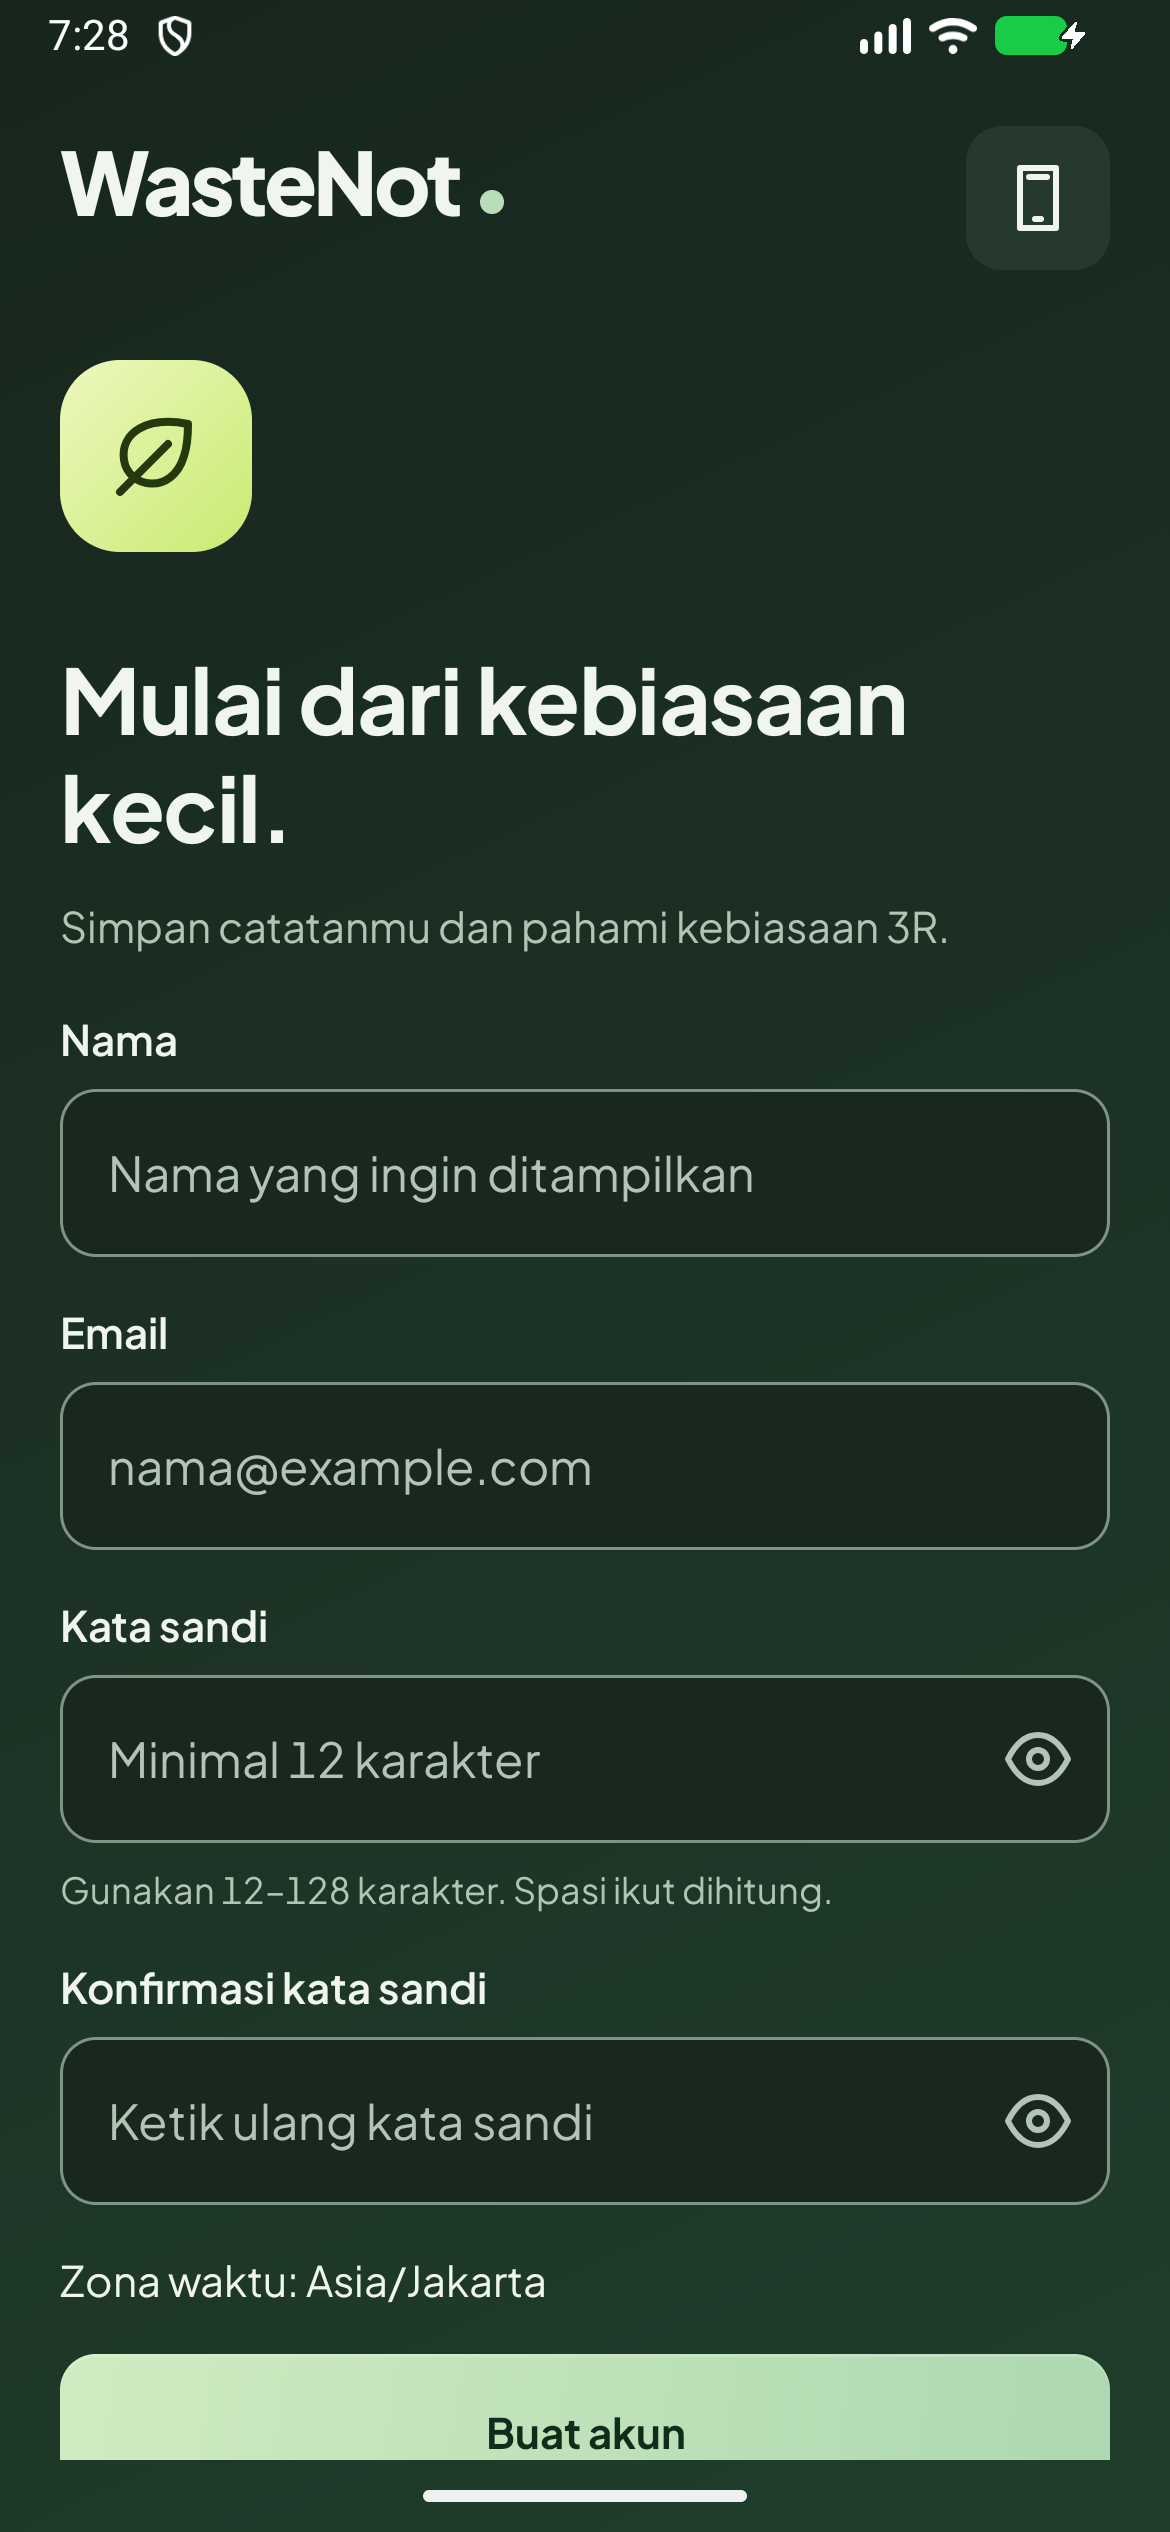 7:28
WasteNot
Mulai dari kebiasaan
kecil.
Simpan catatanmu dan pahami kebiasaan 3R.
Nama
Nama yang ingin ditampilkan
Email
nama@example.com
Kata sandi
Minimal 12 karakter
Gunakan 12–128 karakter. Spasi ikut dihitung.
Konfirmasi kata sandi
Ketik ulang kata sandi
Zona waktu: Asia/Jakarta
Buat akun